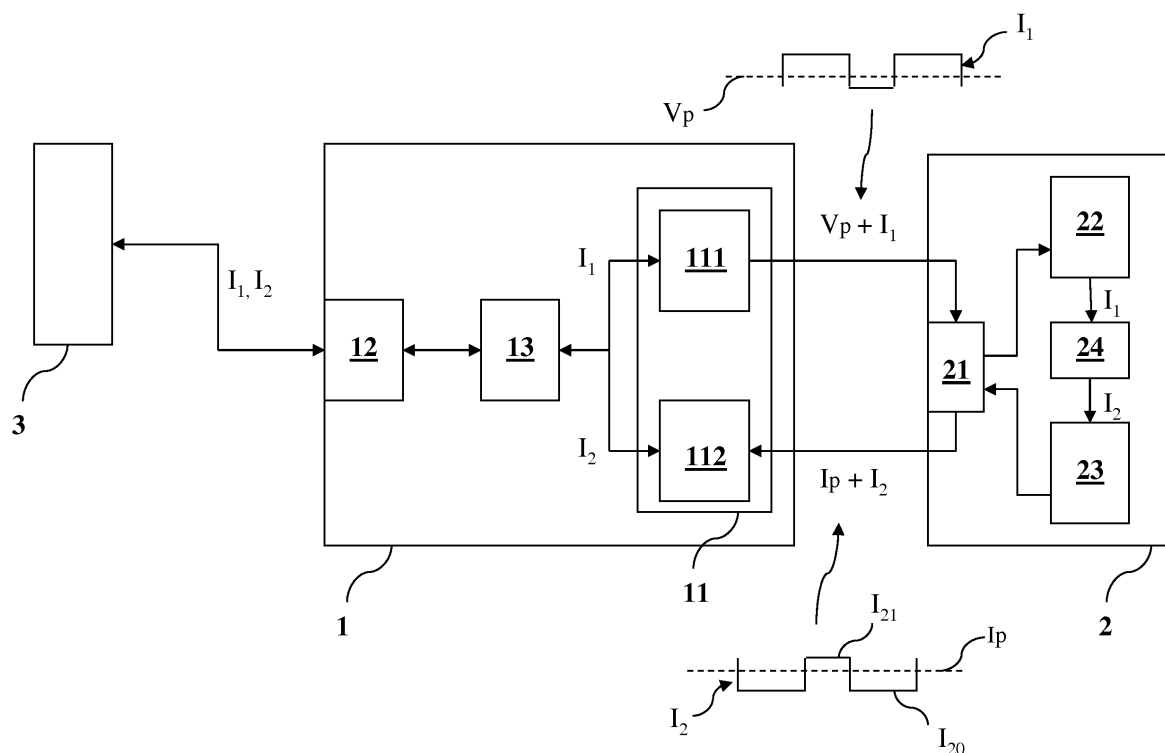 I₁
Vp
Vp + I₁
22
I₁
111
I₁
I₁, I₂
12
13
21
24
I₂
3
I₂
112
23
Ip + I₂
11
1
2
I₂₁
Ip
I₂
I₂₀